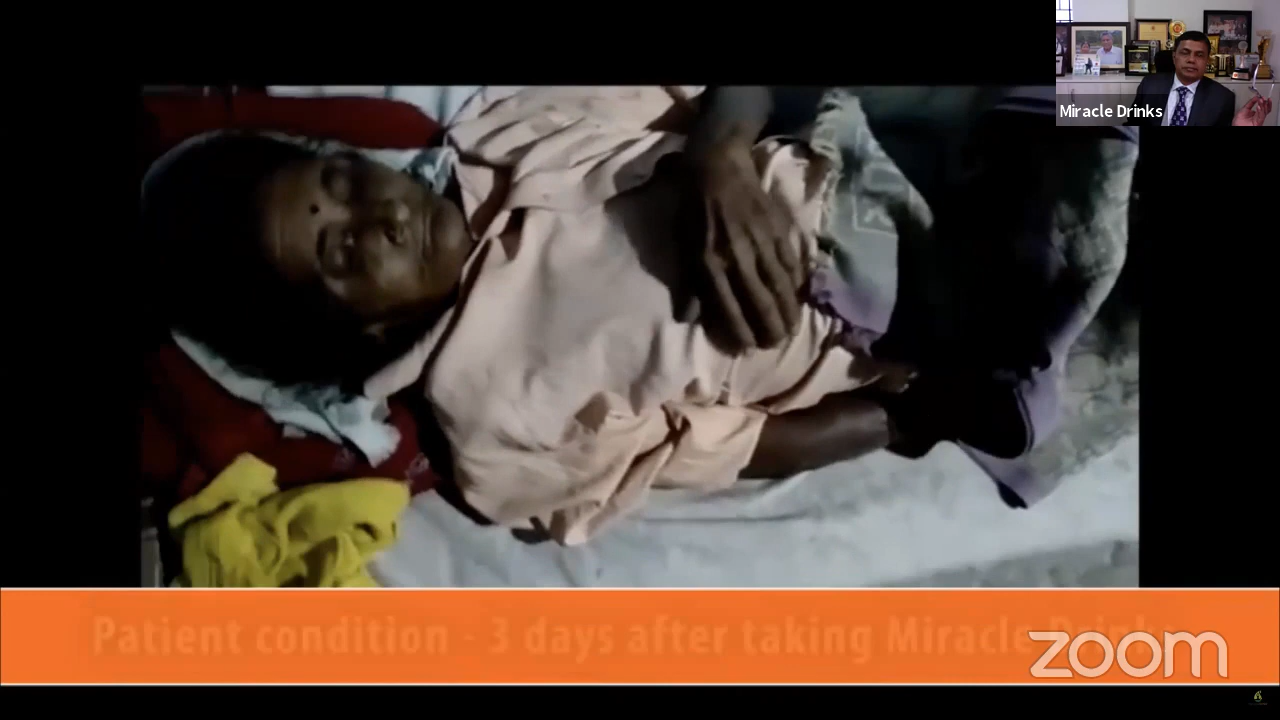 Miracle Drinks
Patient condition - 3 days after taking Miracle
zoom